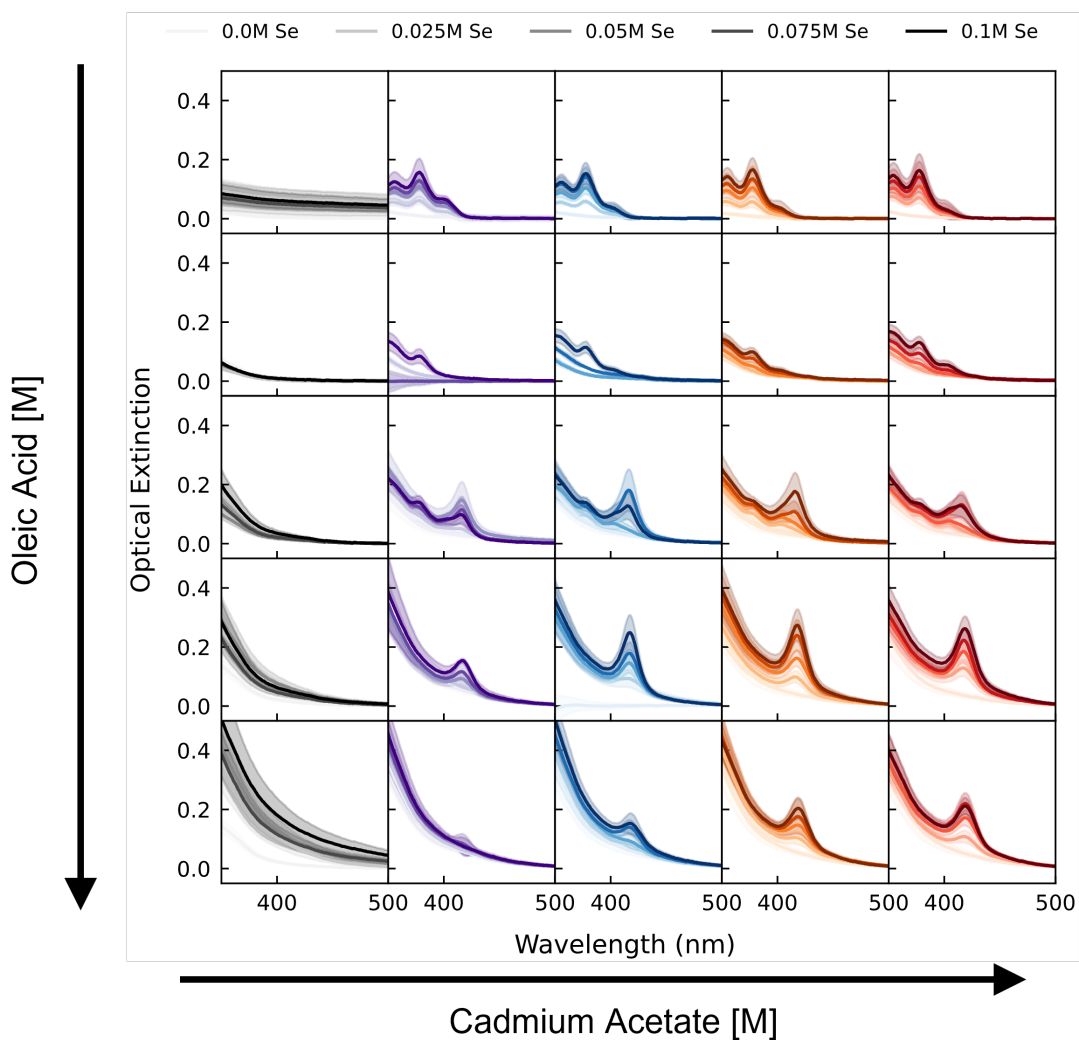 0.0M Se 0.025M Se 0.05M Se 0.075M Se 0.1M Se
0.4
0.2
0.0
0.4
0.2
0.0
0.4
0.2
0.0
0.4
0.2
0.0
0.4
0.2
0.0
Oleic Acid [M]
Optical Extinction
400 500 400 500 400 500 400 500 400 500
Wavelength (nm)
Cadmium Acetate [M]